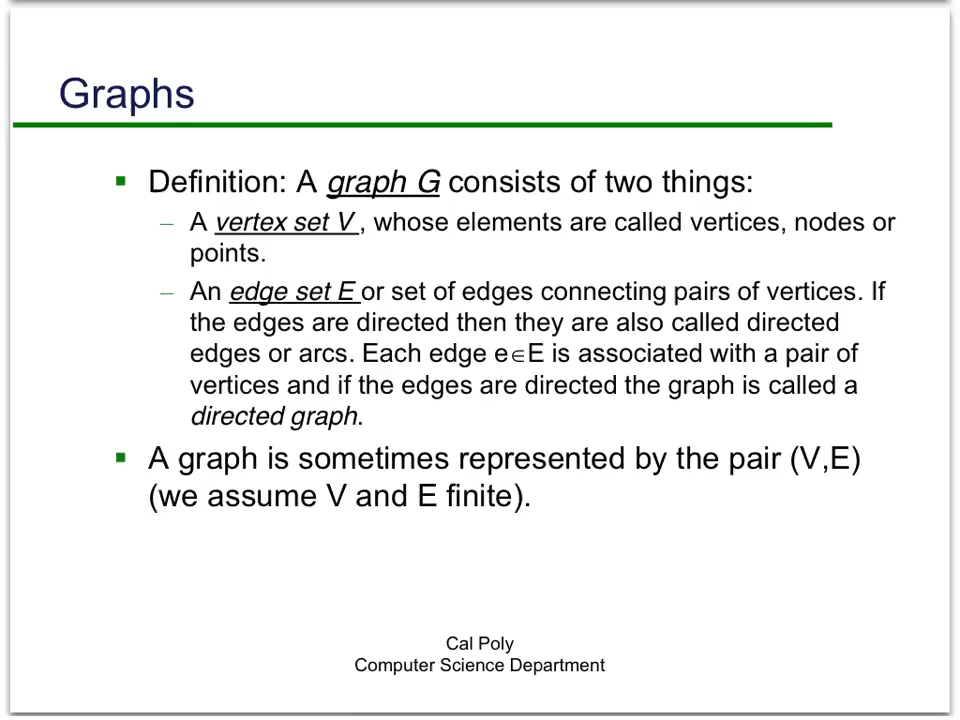 Graphs
▪ Definition: A graph G consists of two things:
– A vertex set V , whose elements are called vertices, nodes or
points.
– An edge set E or set of edges connecting pairs of vertices. If
the edges are directed then they are also called directed
edges or arcs. Each edge e∈E is associated with a pair of
vertices and if the edges are directed the graph is called a
directed graph.
▪ A graph is sometimes represented by the pair (V,E)
(we assume V and E finite).
Cal Poly
Computer Science Department